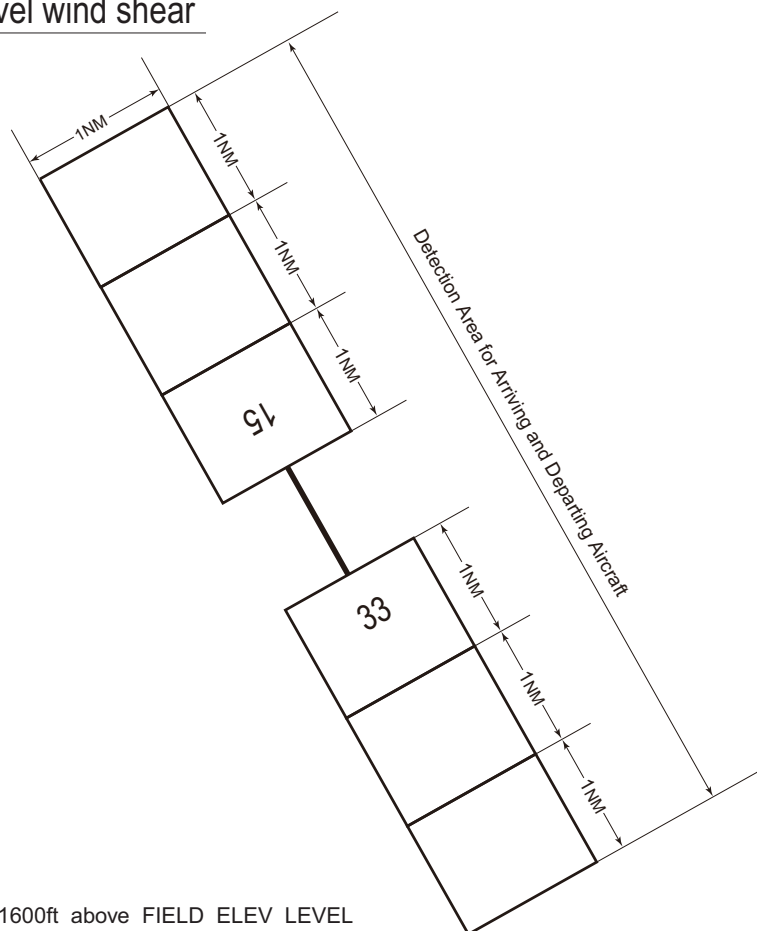 vel wind shear
1NM
1NM
1NM
1NM
Detection Area for Arriving and Departing Aircraft
15
33
1NM
1NM
1NM
1600ft above FIELD ELEV LEVEL